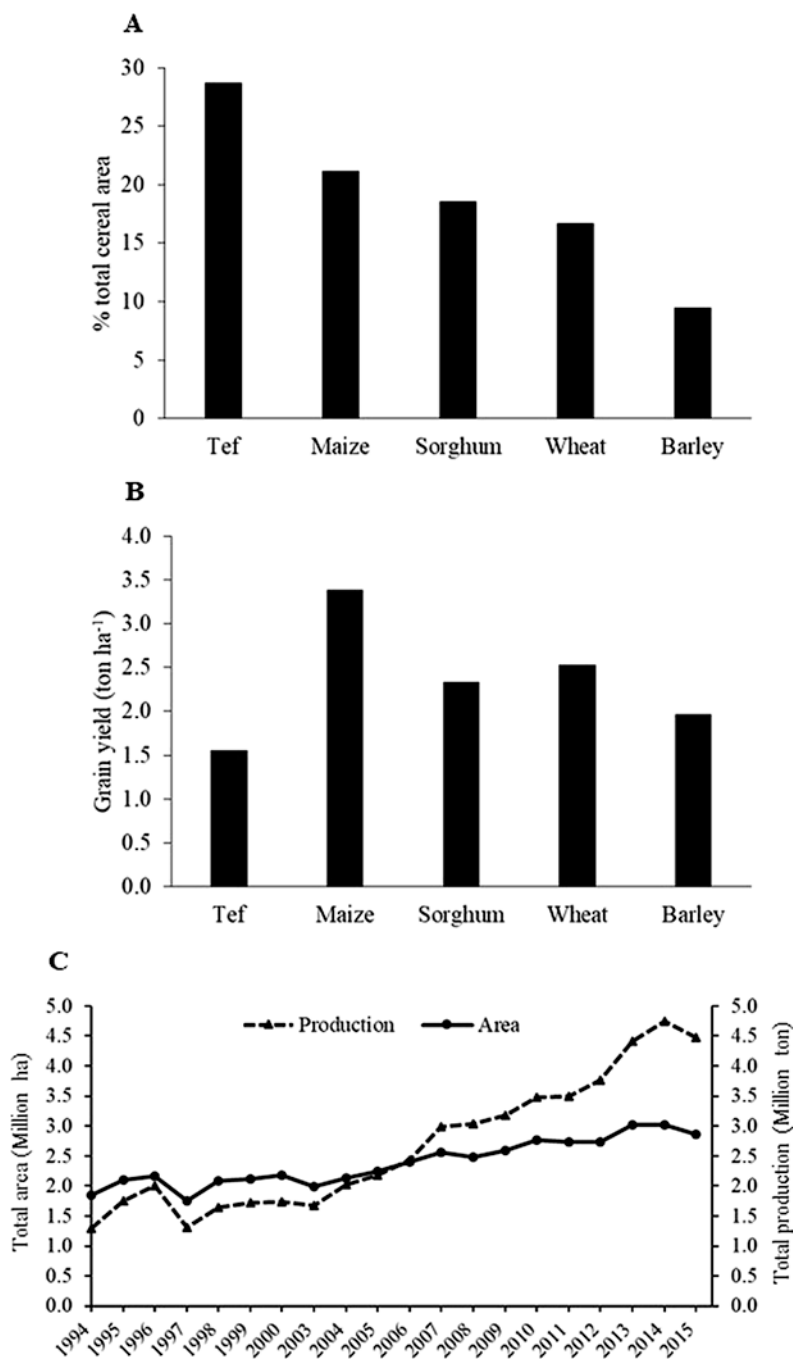 A
% total cereal area
30
25
20
15
10
5
0
Tef Maize Sorghum Wheat Barley
B
Grain yield (ton ha⁻¹)
4.0
3.5
3.0
2.5
2.0
1.5
1.0
0.5
0.0
Tef Maize Sorghum Wheat Barley
C
Total area (Million ha)
5.0 5.0
4.5 4.5
4.0 4.0
3.5 3.5
3.0 3.0
2.5 2.5
2.0 2.0
1.5 1.5
1.0 1.0
0.5 0.5
0.0 0.0
Production Area
Total production (Million ton)
1994 1995 1996 1997 1998 1999 2000 2003 2004 2005 2006 2007 2008 2009 2010 2011 2012 2013 2014 2015